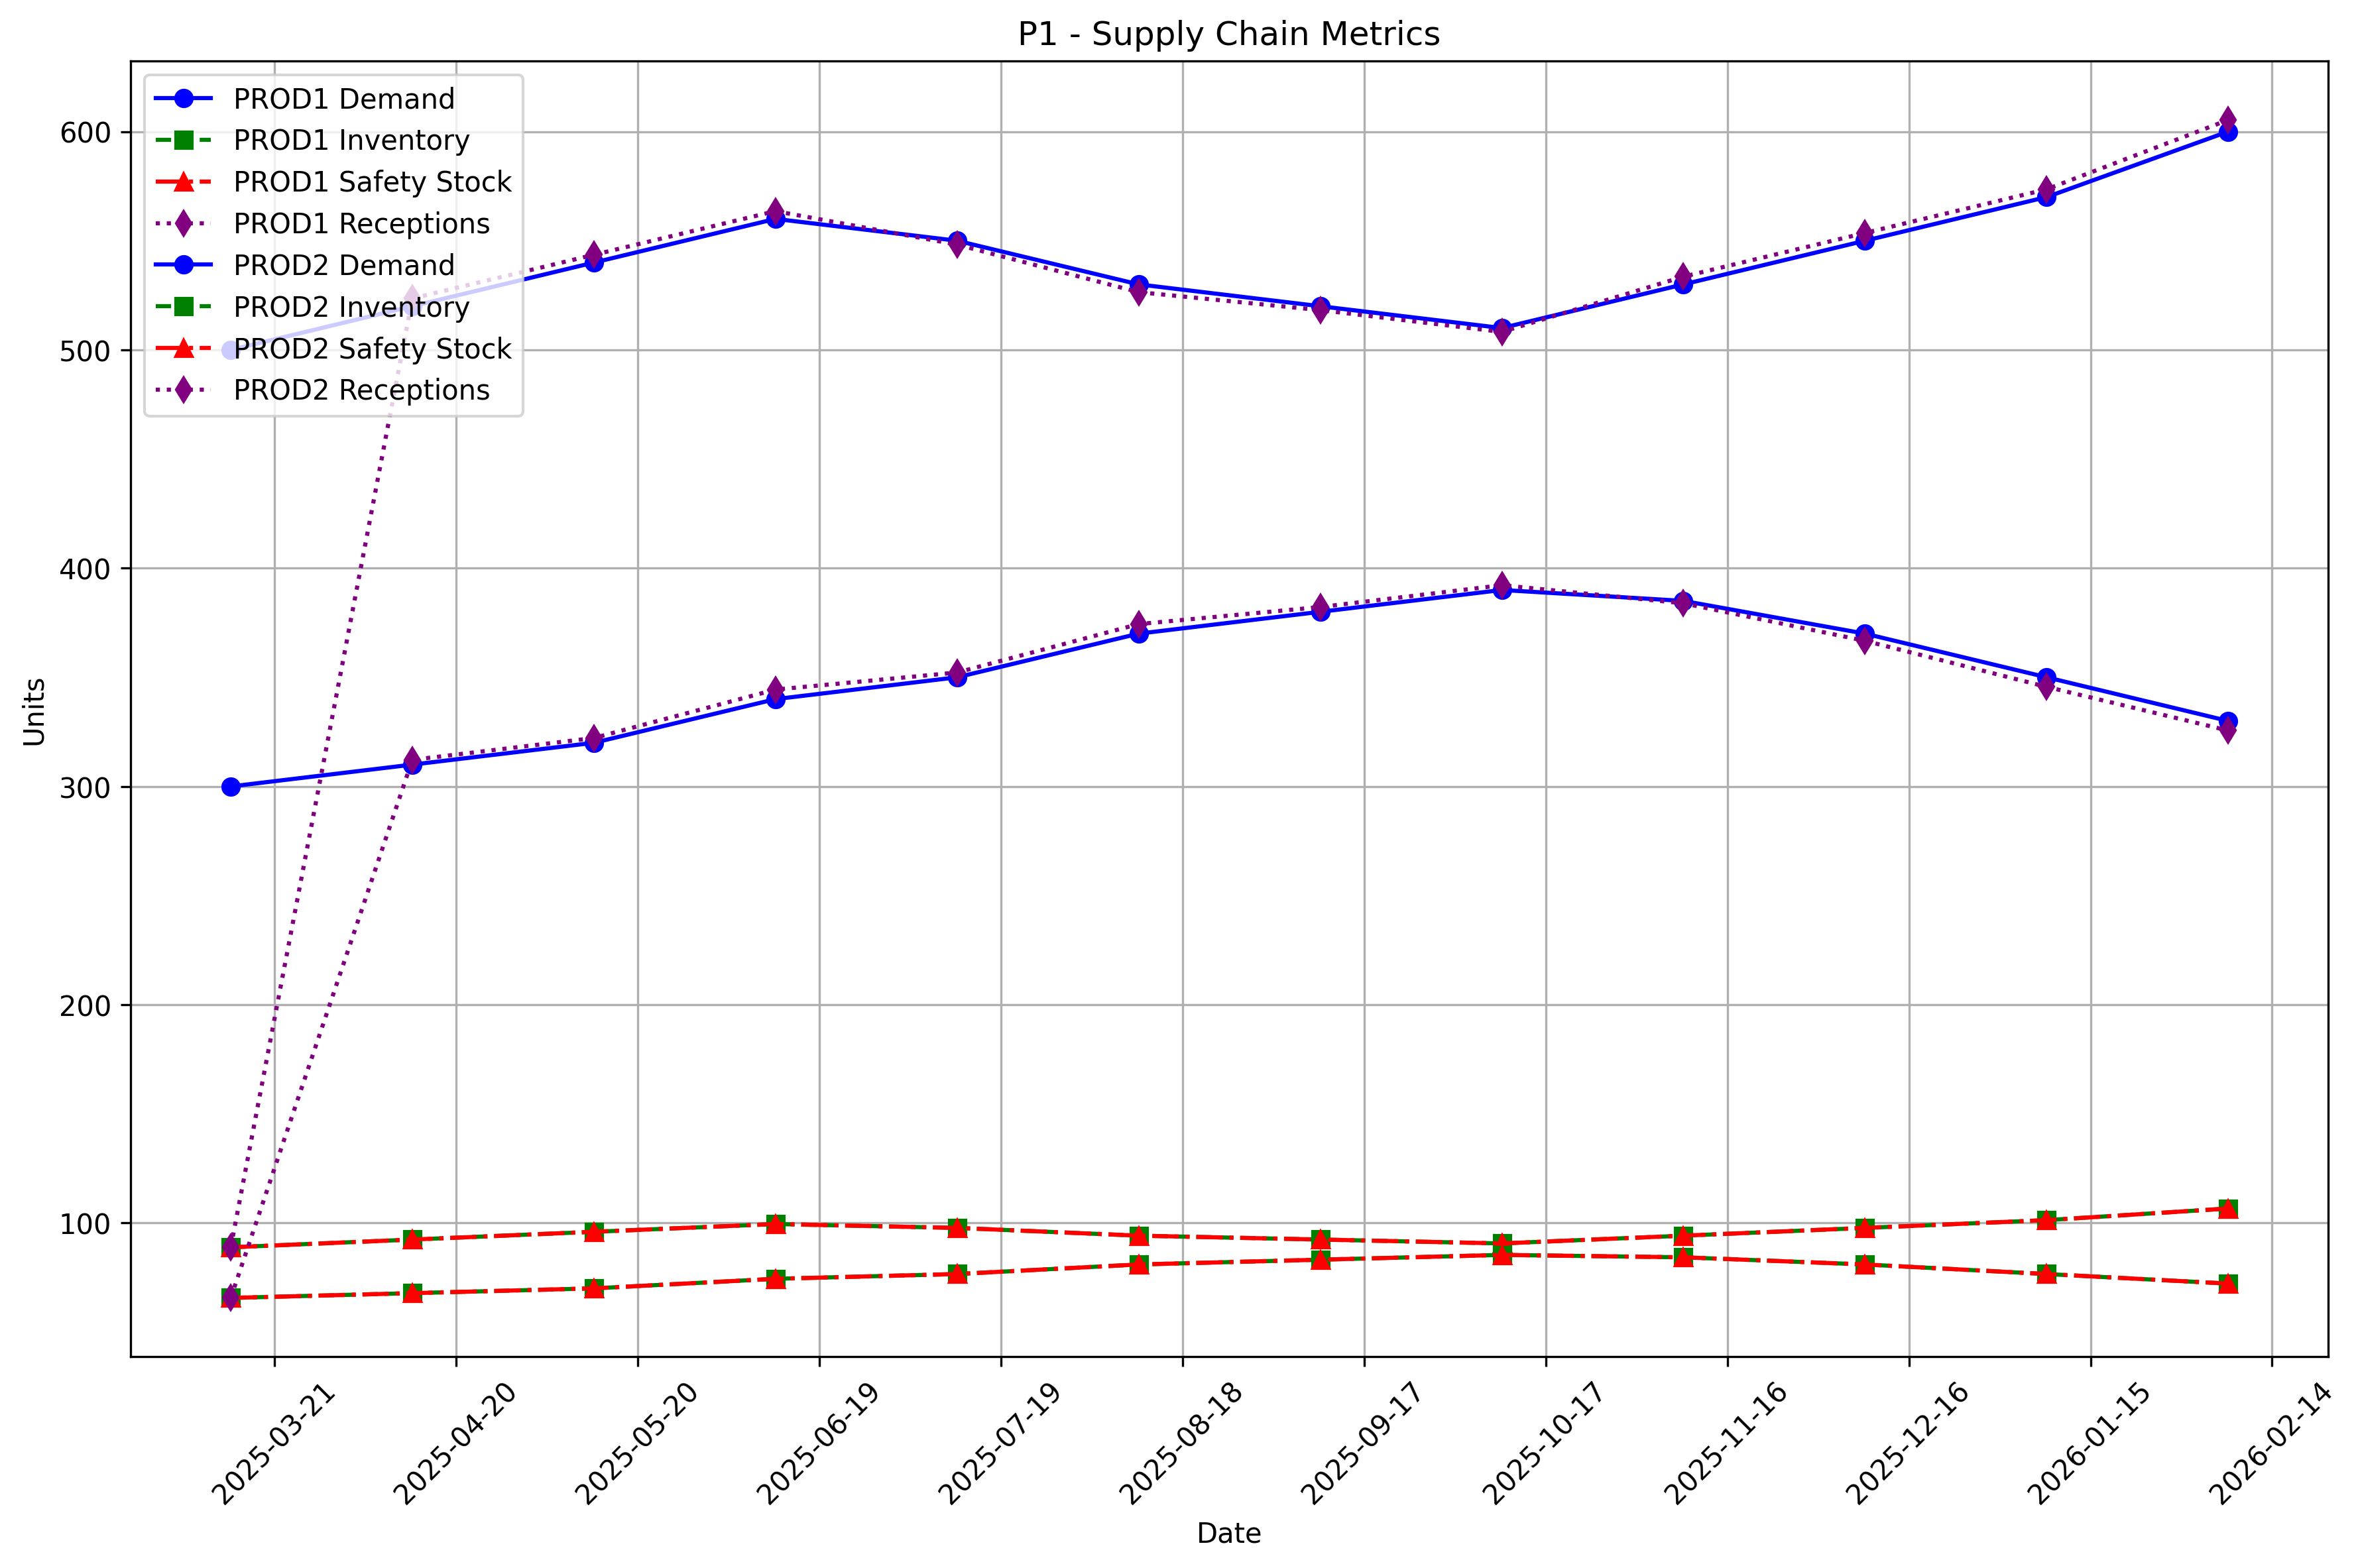 P1 - Supply Chain Metrics
PROD1 Demand
PROD1 Inventory
PROD1 Safety Stock
PROD1 Receptions
PROD2 Demand
PROD2 Inventory
PROD2 Safety Stock
PROD2 Receptions
600
500
400
300
200
100
Units
2025-03-21
2025-04-20
2025-05-20
2025-06-19
2025-07-19
2025-08-18
2025-09-17
2025-10-17
2025-11-16
2025-12-16
2026-01-15
2026-02-14
Date